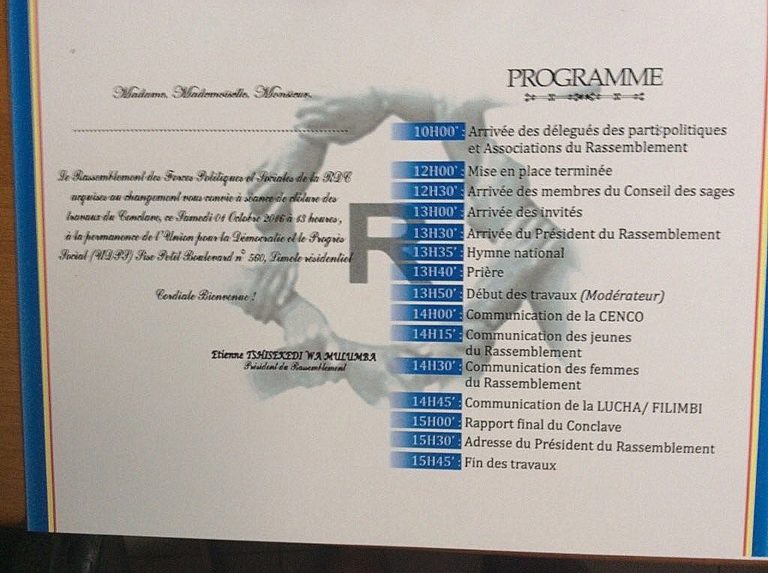 Madame, Mademoiselle, Monsieur,
Le Rassemblement des Forces Politiques et Sociales de la RDC
acquises au changement vous convie à séance de clôture des
travaux du Conclave, ce Samedi 01 Octobre 2016 à 13 heures,
à la permanence de l'Union pour la Démocratie et le Progrès
Social (UDPS) Sise Petit Boulevard n° 560, Limete résidentiel
Cordiale Bienvenue !
Etienne TSHISEKEDI WA MULUMBA
Président du Rassemblement
R
PROGRAMME
10H00' : Arrivée des délégués des parti politiques
et Associations du Rassemblement
12H00' : Mise en place terminée
12H30' : Arrivée des membres du Conseil des sages
13H00' : Arrivée des invités
13H30' : Arrivée du Président du Rassemblement
13H35' : Hymne national
13H40' : Prière
13H50' : Début des travaux (Modérateur)
14H00' : Communication de la CENCO
14H15' : Communication des jeunes
du Rassemblement
14H30' : Communication des femmes
du Rassemblement
14H45' : Communication de la LUCHA/ FILIMBI
15H00' : Rapport final du Conclave
15H30' : Adresse du Président du Rassemblement
15H45' : Fin des travaux